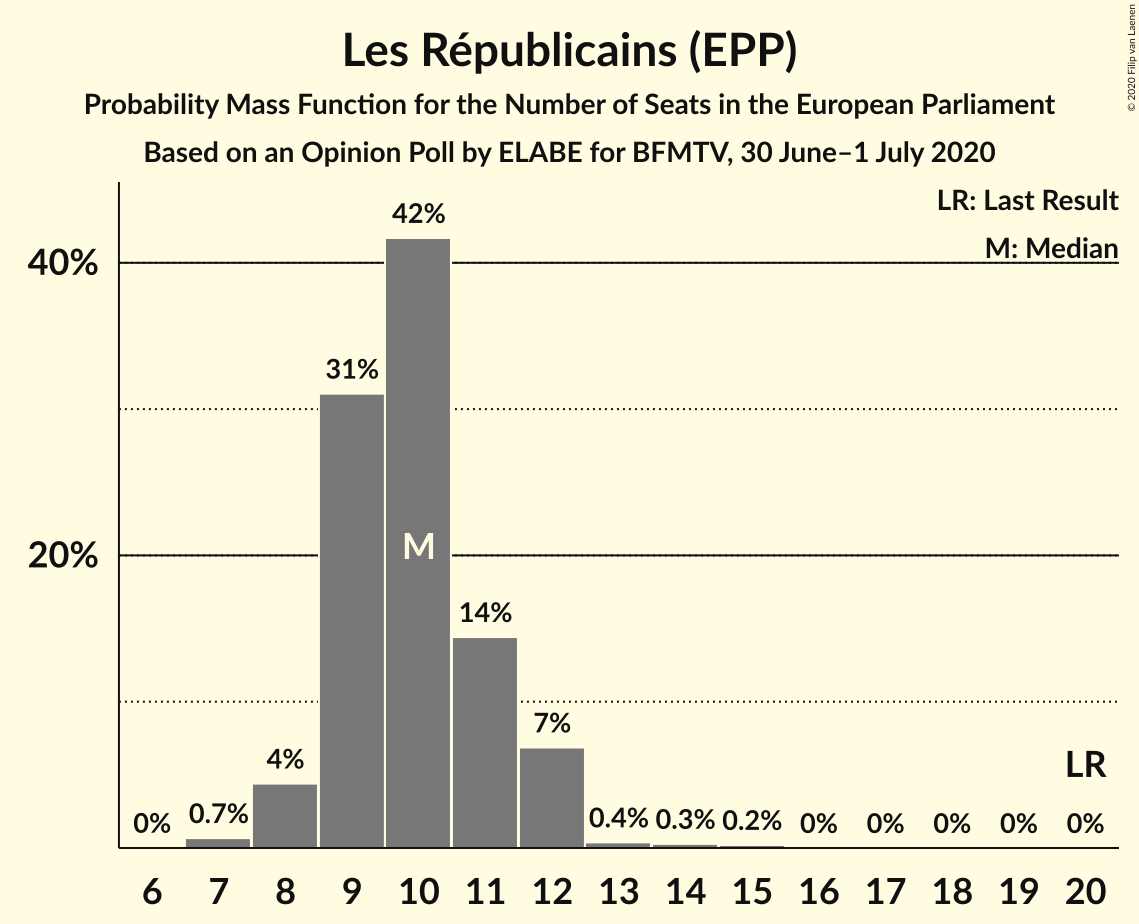 Les Républicains (EPP)
Probability Mass Function for the Number of Seats in the European Parliament
Based on an Opinion Poll by ELABE for BFMTV, 30 June–1 July 2020
© 2020 Filip van Laenen
LR: Last Result
M: Median
40%
20%
0% 0.7% 4% 31% 42% 14% 7% 0.4% 0.3% 0.2% 0% 0% 0% 0% 0%
M
LR
6 7 8 9 10 11 12 13 14 15 16 17 18 19 20